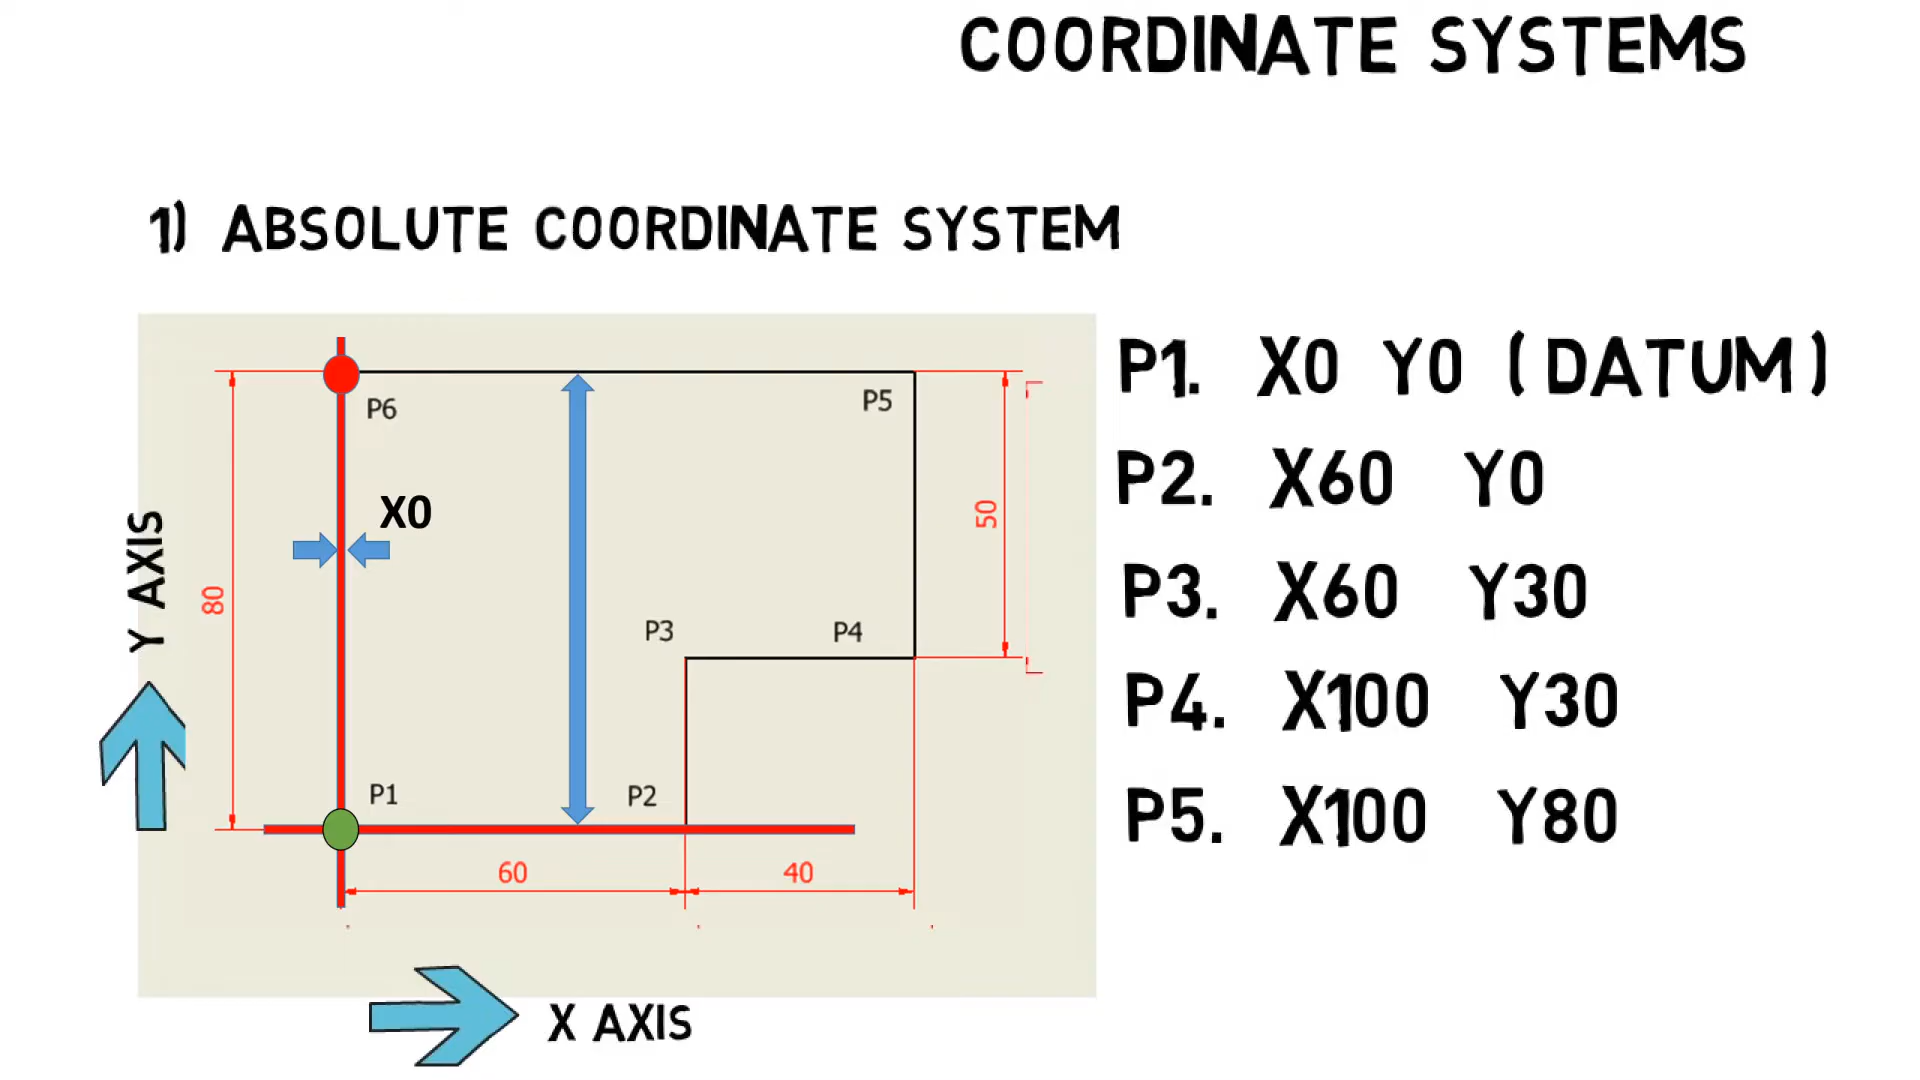 COORDINATE SYSTEMS
1) ABSOLUTE COORDINATE SYSTEM
P1. X0 Y0 (DATUM)
P2. X60 Y0
P3. X60 Y30
P4. X100 Y30
P5. X100 Y80
P6
P5
X0
50
Y AXIS
80
P3
P4
P1
P2
60
40
X AXIS